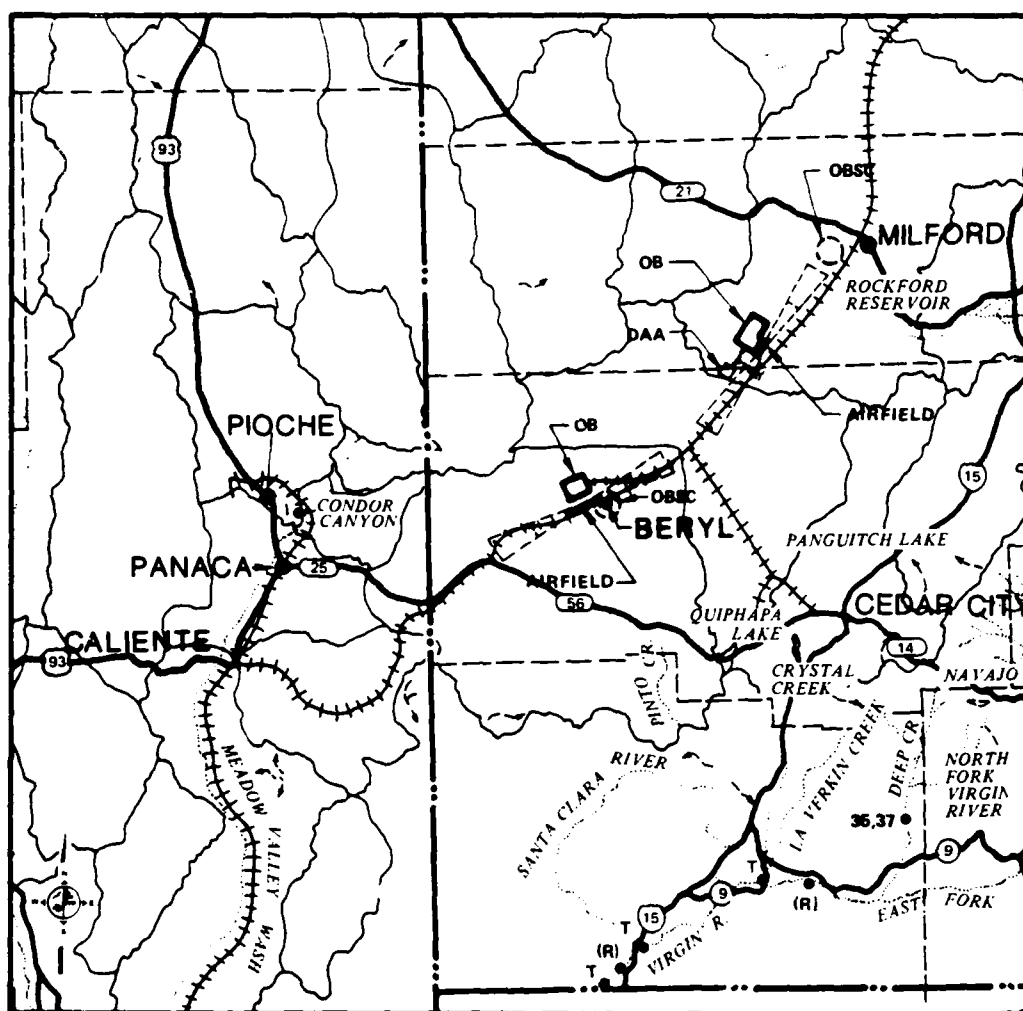 93
21
OBSC
MILFORD
OB
ROCKFORD
RESERVOIR
DAA
AIRFIELD
PIOCHE
OB
15
CONDOR
CANYON
OBSC
BERYL
PANGUITCH LAKE
PANACA
25
AIRFIELD
56
QUIPHAPA
LAKE
CEDAR CITY
CALIENTE
93
14
CRYSTAL
CREEK
NAVAJO
PINTO CR
MEADOW VALLEY WASH
SANTA CLARA RIVER
LA VERKIN CREEK
DEEP CR
NORTH
FORK
VIRGIN
RIVER
35,37
9
T
9
(R)
EAST FORK
15
T
(R)
VIRGIN R
T